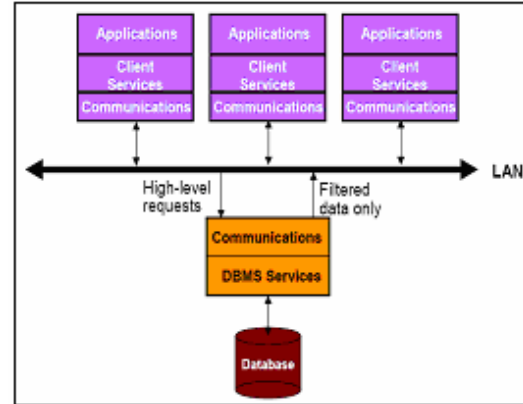 Applications
Client
Services
Communications
Applications
Client
Services
Communications
Applications
Client
Services
Communications
LAN
High-level
requests
Filtered
data only
Communications
DBMS Services
Database